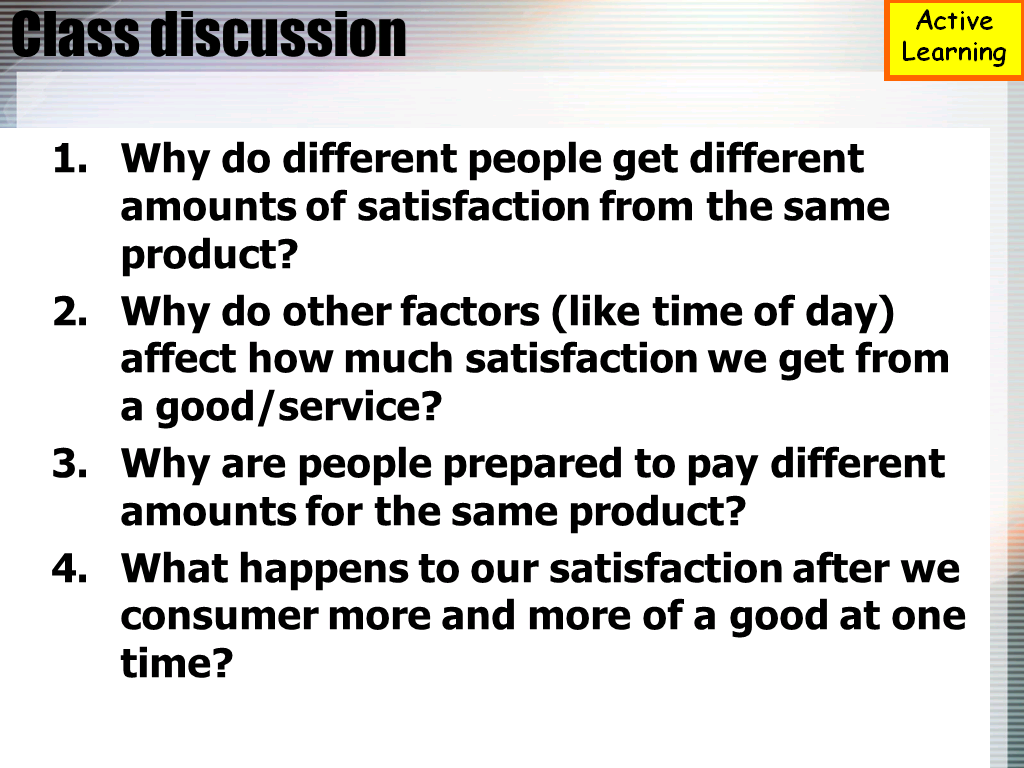 Class discussion
Active
Learning
1. Why do different people get different
amounts of satisfaction from the same
product?
2. Why do other factors (like time of day)
affect how much satisfaction we get from
a good/service?
3. Why are people prepared to pay different
amounts for the same product?
4. What happens to our satisfaction after we
consumer more and more of a good at one
time?